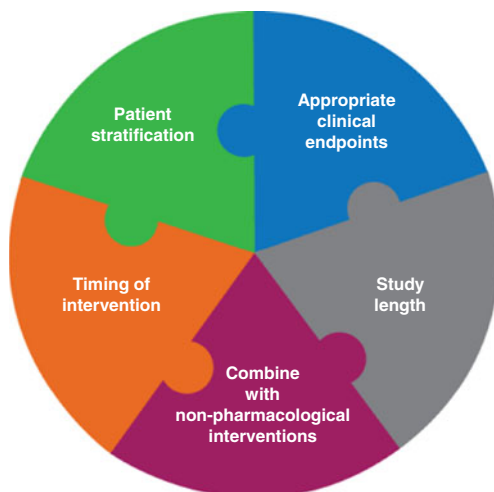 Patient
stratification
Appropriate
clinical
endpoints
Timing of
intervention
Study
length
Combine
with
non-pharmacological
interventions